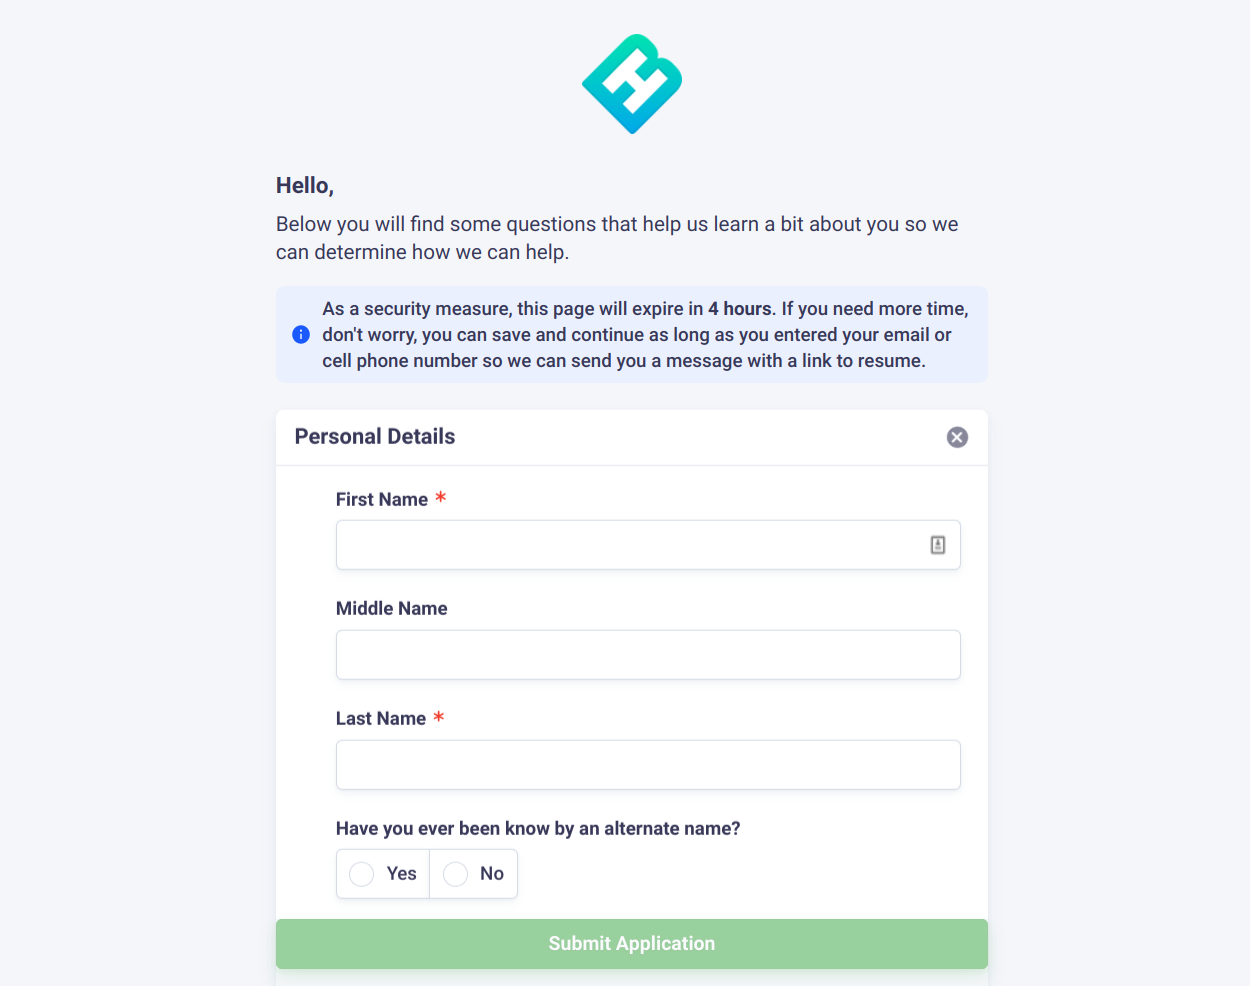 Hello,
Below you will find some questions that help us learn a bit about you so we
can determine how we can help.
As a security measure, this page will expire in 4 hours. If you need more time,
don't worry, you can save and continue as long as you entered your email or
cell phone number so we can send you a message with a link to resume.
Personal Details
First Name *
Middle Name
Last Name *
Have you ever been know by an alternate name?
Yes No
Submit Application